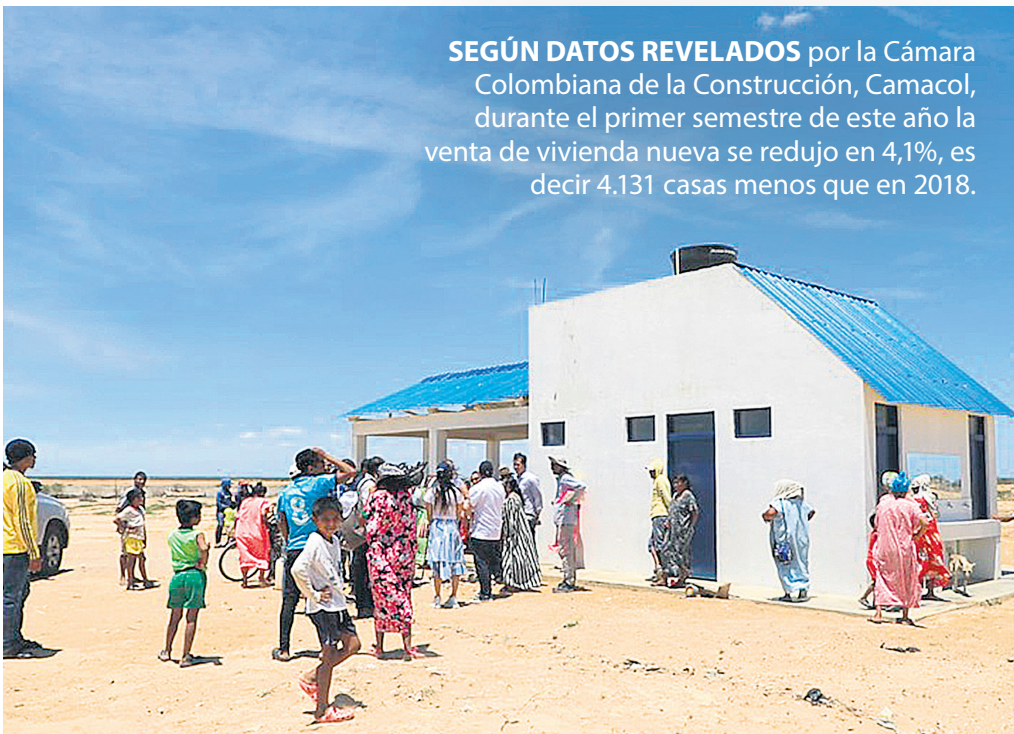 SEGÚN DATOS REVELADOS por la Cámara
Colombiana de la Construcción, Camacol,
durante el primer semestre de este año la
venta de vivienda nueva se redujo en 4,1%, es
decir 4.131 casas menos que en 2018.
8